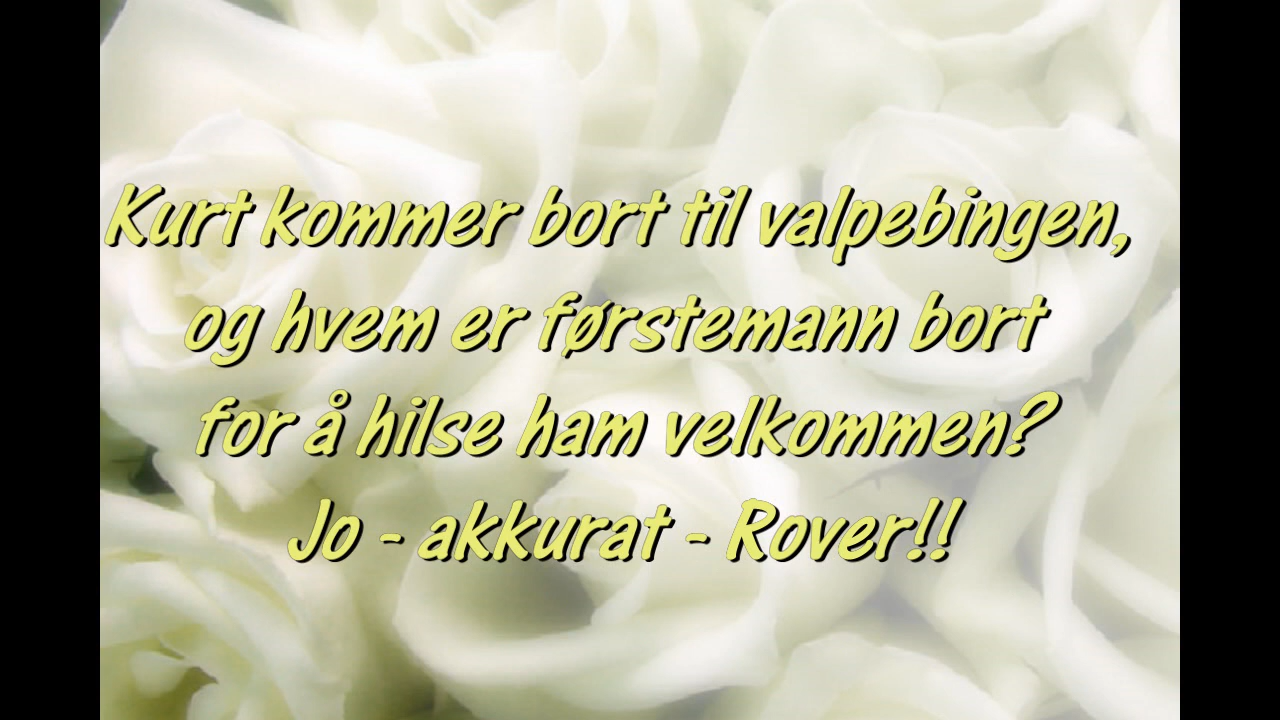 Kurt kommer bort til valpebingen,
og hvem er førstemann bort
for å hilse ham velkommen?
Jo - akkurat - Rover!!